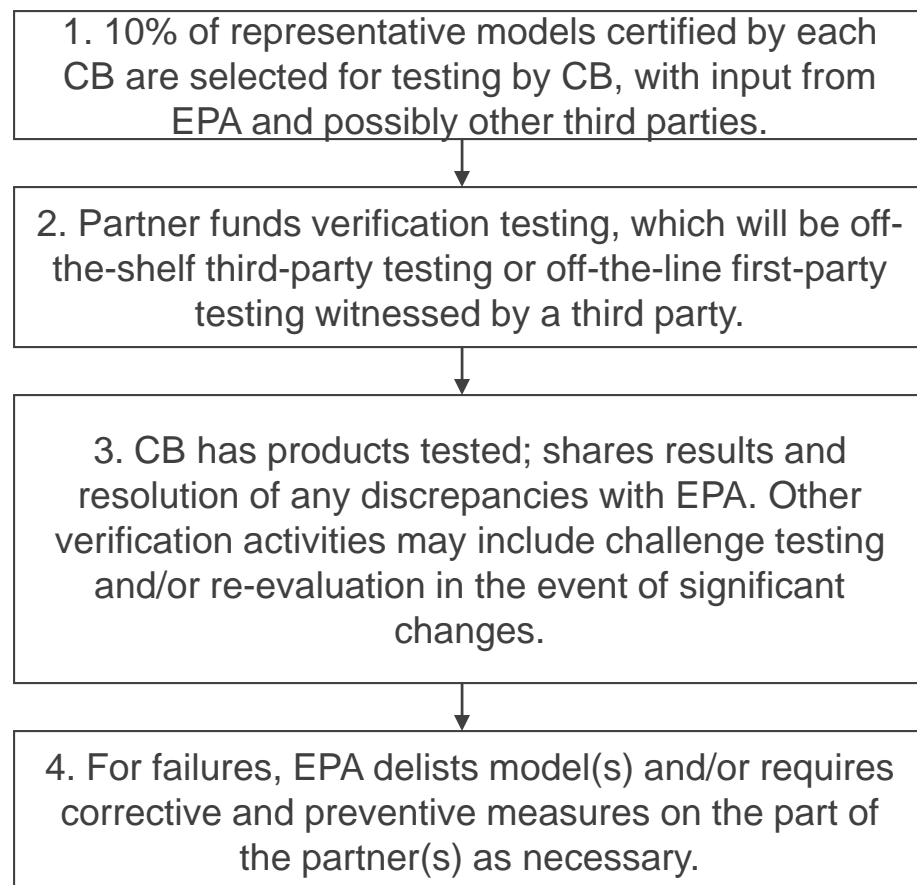 1. 10% of representative models certified by each
CB are selected for testing by CB, with input from
EPA and possibly other third parties.
2. Partner funds verification testing, which will be off-
the-shelf third-party testing or off-the-line first-party
testing witnessed by a third party.
3. CB has products tested; shares results and
resolution of any discrepancies with EPA. Other
verification activities may include challenge testing
and/or re-evaluation in the event of significant
changes.
4. For failures, EPA delists model(s) and/or requires
corrective and preventive measures on the part of
the partner(s) as necessary.